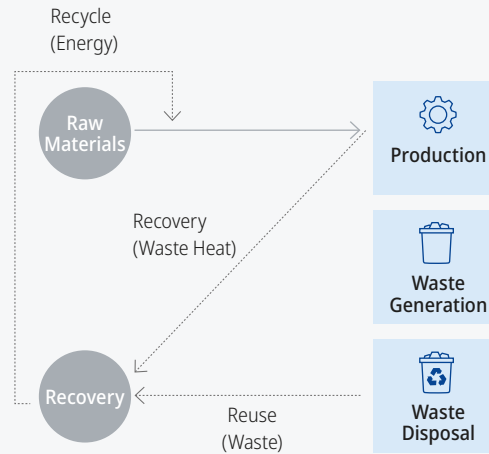 Recycle
(Energy)
Raw
Materials
Production
Recovery
(Waste Heat)
Waste
Generation
Recovery
Reuse
(Waste)
Waste
Disposal